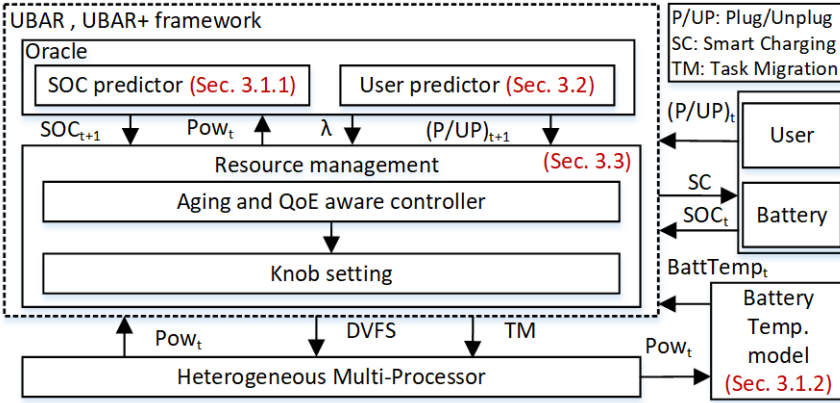 UBAR , UBAR+ framework
Oracle
SOC predictor (Sec. 3.1.1)
User predictor (Sec. 3.2)
SOCt+1
Powt
λ
(P/UP)t+1
Resource management
(Sec. 3.3)
Aging and QoE aware controller
Knob setting
Powt
DVFS
TM
Heterogeneous Multi-Processor
P/UP: Plug/Unplug
SC: Smart Charging
TM: Task Migration
(P/UP)t
User
SC
SOCt
Battery
BattTempt
Battery
Temp.
model
(Sec. 3.1.2)
Powt